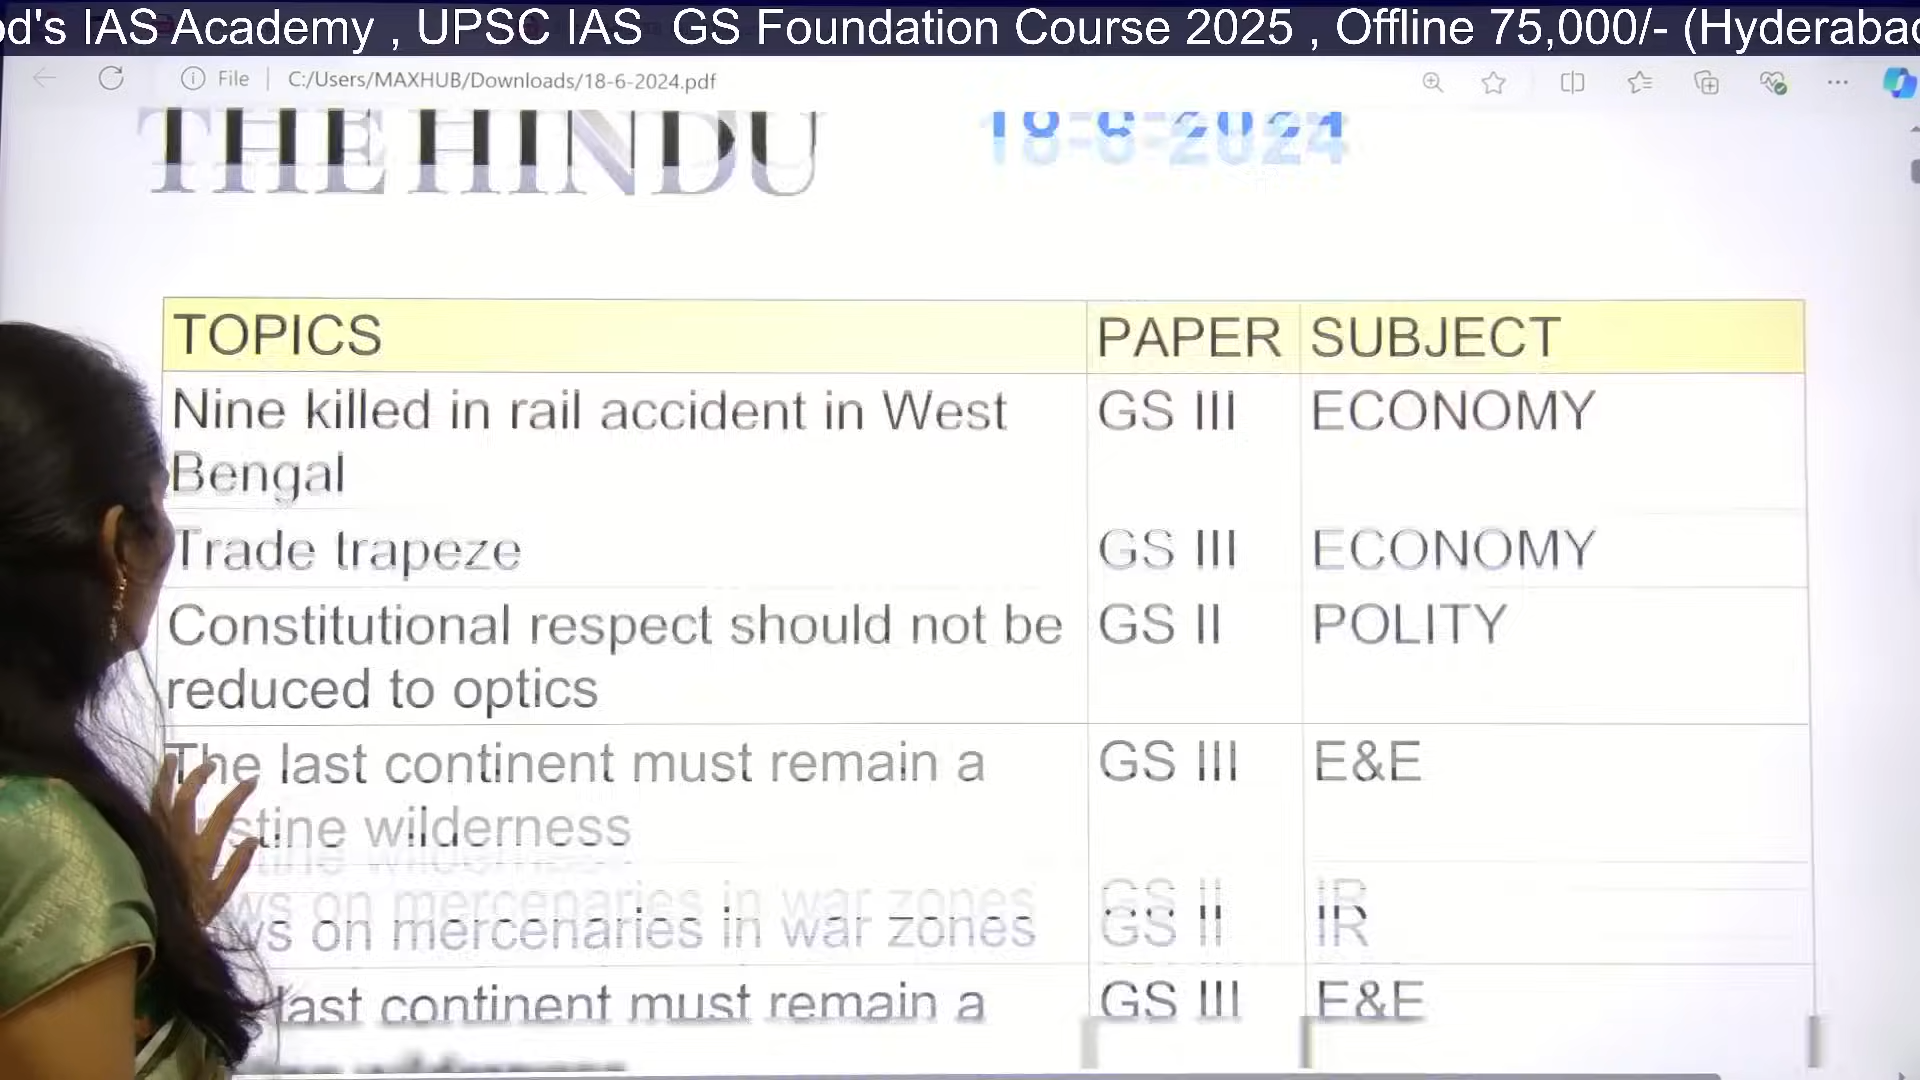 d's IAS Academy , UPSC IAS GS Foundation Course 2025 , Offline 75,000/- (Hyderabad
File C:/Users/MAXHUB/Downloads/18-6-2024.pdf
THE HINDU 18-6-2024
TOPICS PAPER SUBJECT
Nine killed in rail accident in West GS III ECONOMY
Bengal
Trade trapeze GS III ECONOMY
Constitutional respect should not be GS II POLITY
reduced to optics
The last continent must remain a GS III E&E
stine wilderness
ws on mercenaries in war zones GS II IR
last continent must remain a GS III E&E